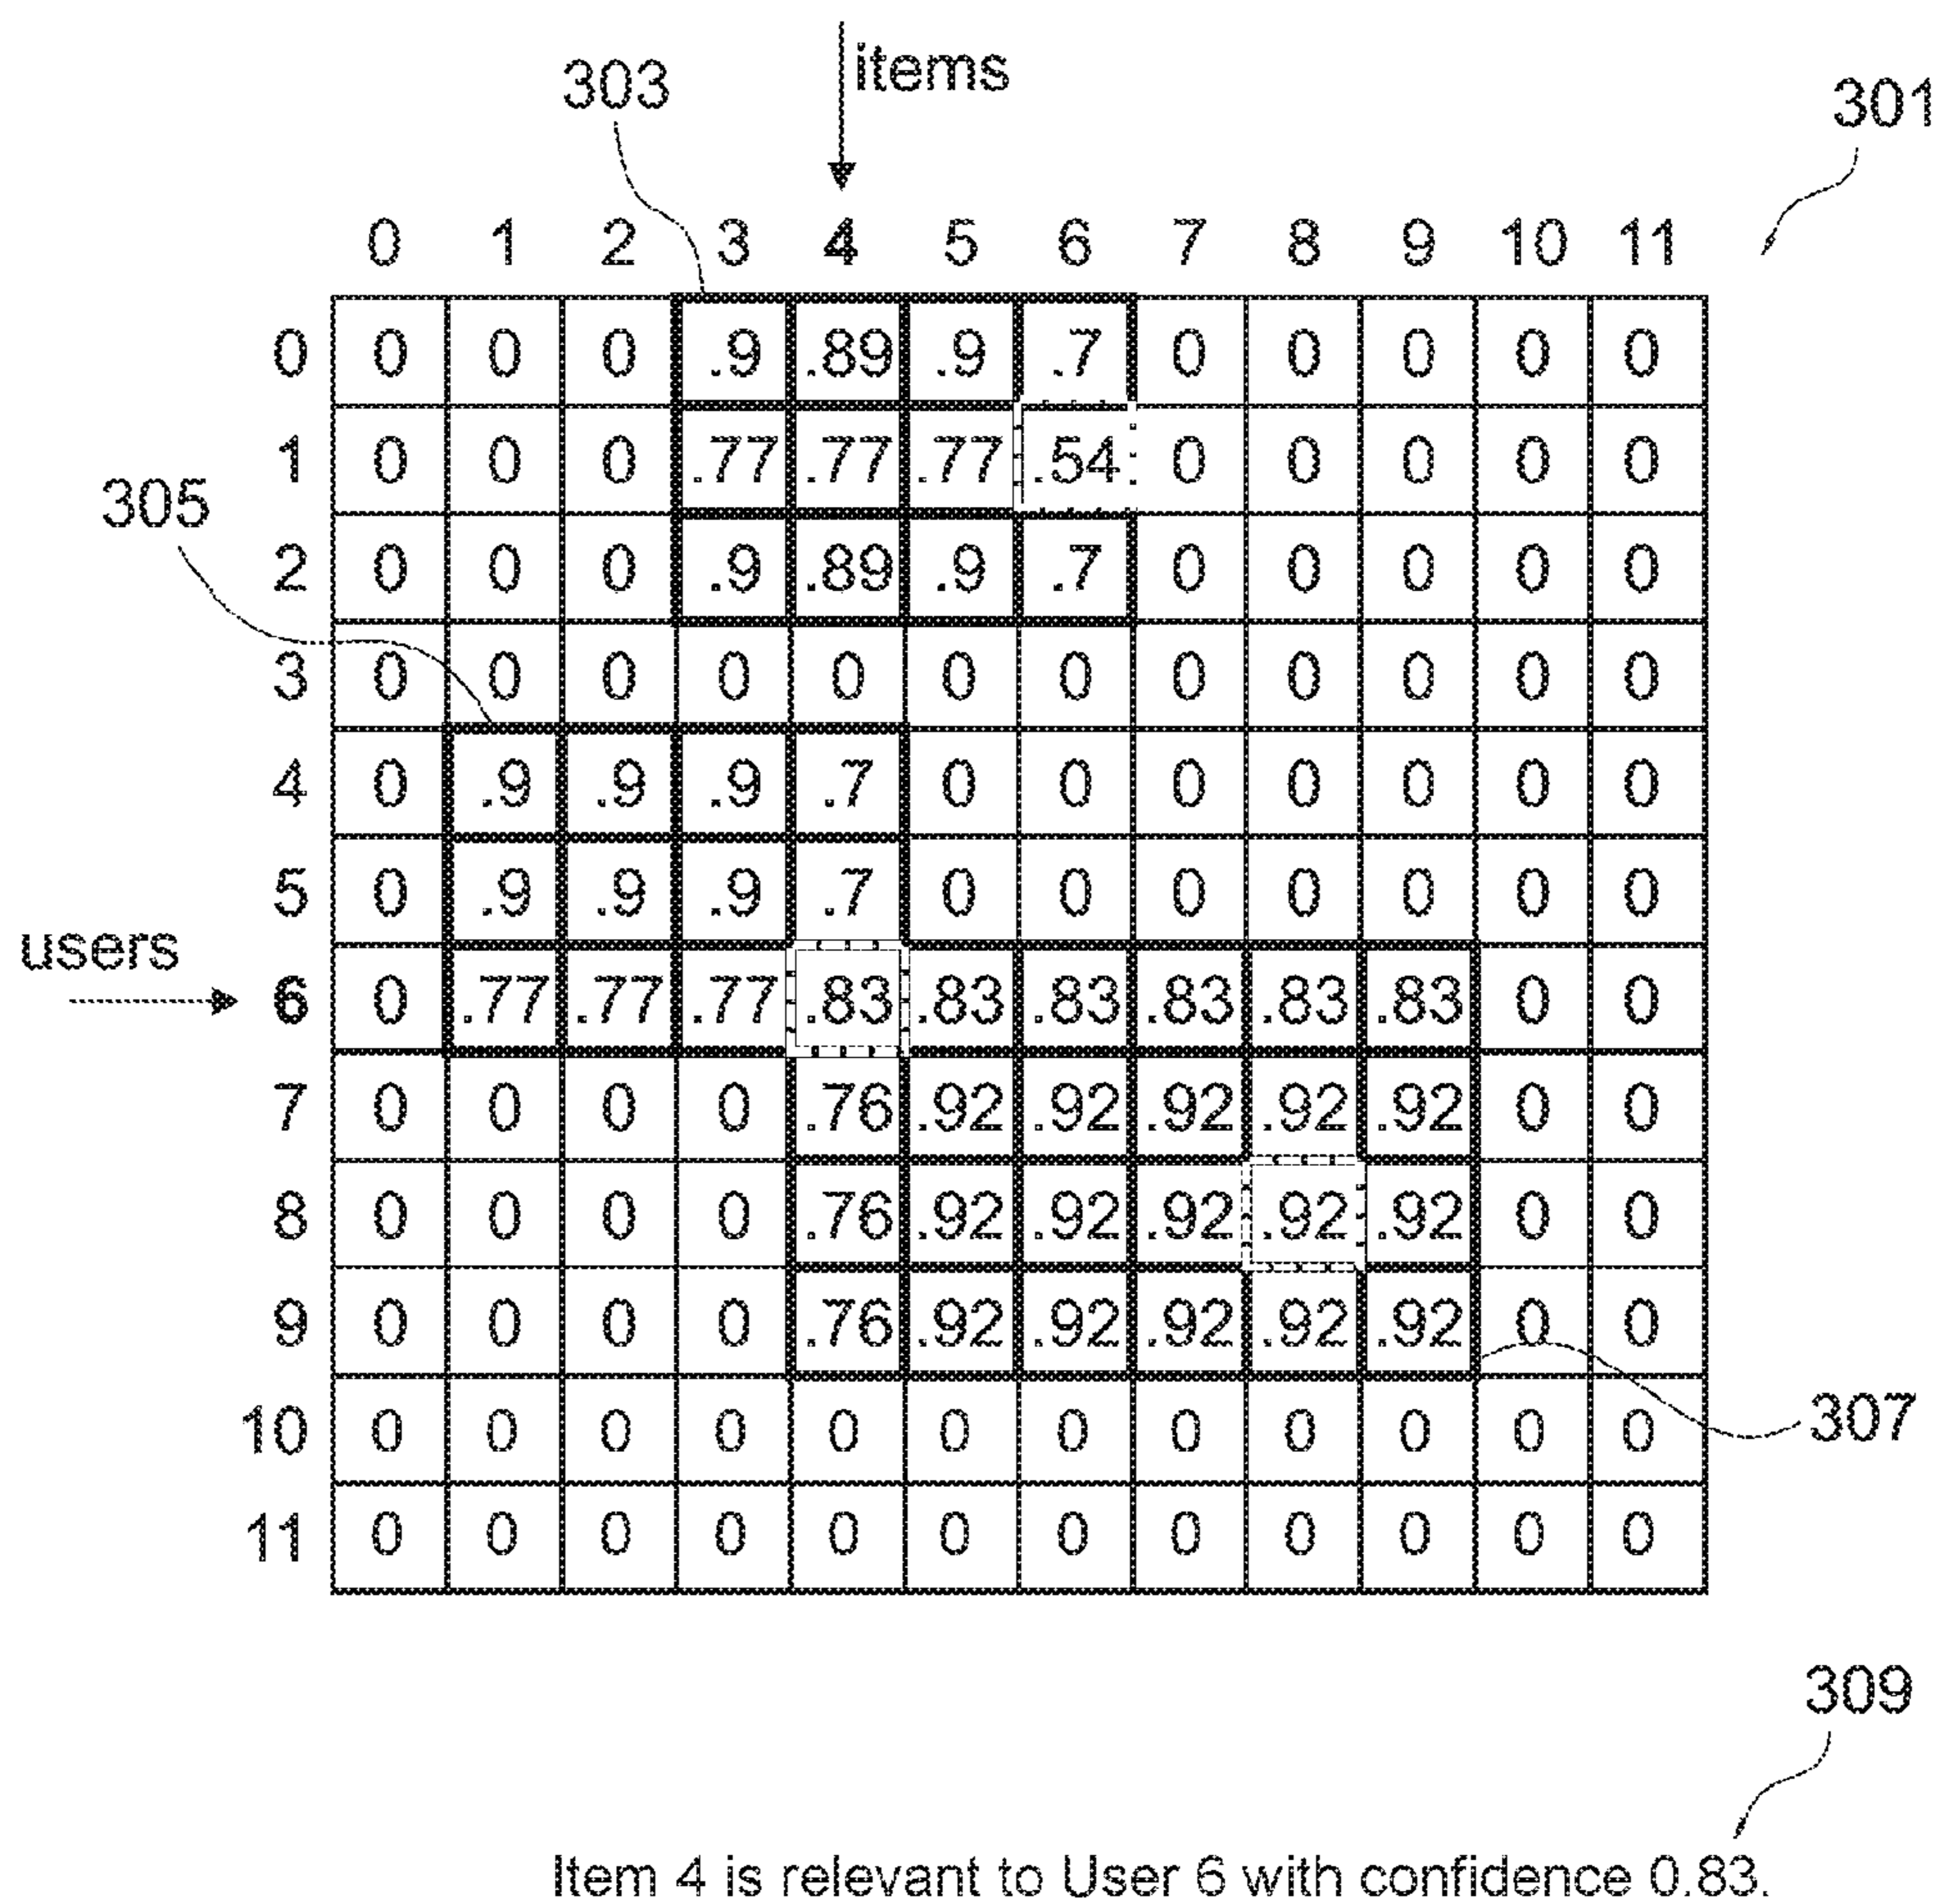 items
303
301
0 1 2 3 4 5 6 7 8 9 10 11
0 0 0 0 .9 .89 .9 .7 0 0 0 0 0
1 0 0 0 .77 .77 .77 .54 0 0 0 0 0
305
2 0 0 0 .9 .89 .9 .7 0 0 0 0 0
3 0 0 0 0 0 0 0 0 0 0 0 0
4 0 .9 .9 .9 .7 0 0 0 0 0 0 0
5 0 .9 .9 .9 .7 0 0 0 0 0 0 0
users
6 0 .77 .77 .77 .83 .83 .83 .83 .83 .83 0 0
7 0 0 0 0 .76 .92 .92 .92 .92 .92 0 0
8 0 0 0 0 .76 .92 .92 .92 .92 .92 0 0
9 0 0 0 0 .76 .92 .92 .92 .92 .92 0 0
10 0 0 0 0 0 0 0 0 0 0 0 0
307
11 0 0 0 0 0 0 0 0 0 0 0 0
309
Item 4 is relevant to User 6 with confidence 0.83.